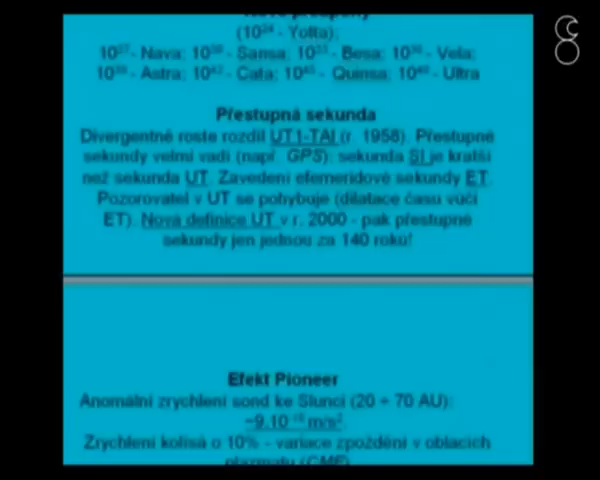 Nové předpony
(10²⁴ - Yotta);
10²⁷ - Nava; 10³⁰ - Sansa; 10³³ - Besa; 10³⁶ - Vela;
10³⁹ - Astra; 10⁴² - Cata; 10⁴⁵ - Quinsa; 10⁴⁸ - Ultra
Přestupná sekunda
Divergentně roste rozdíl UT1-TAI (r. 1958). Přestupné
sekundy velmi vadí (např. GPS); sekunda SI je kratší
než sekunda UT. Zavedení efemeridové sekundy ET.
Pozorovatel v UT se pohybuje (dilatace času vůči
ET). Nová definice UT v r. 2000 - pak přestupné
sekundy jen jednou za 140 roků!
Efekt Pioneer
Anomální zrychlení sond ke Slunci (20 ÷ 70 AU):
~9.10⁻¹⁰ m/s².
Zrychlení kolísá o 10% - variace zpoždění v oblacích
plazmatu (CME)